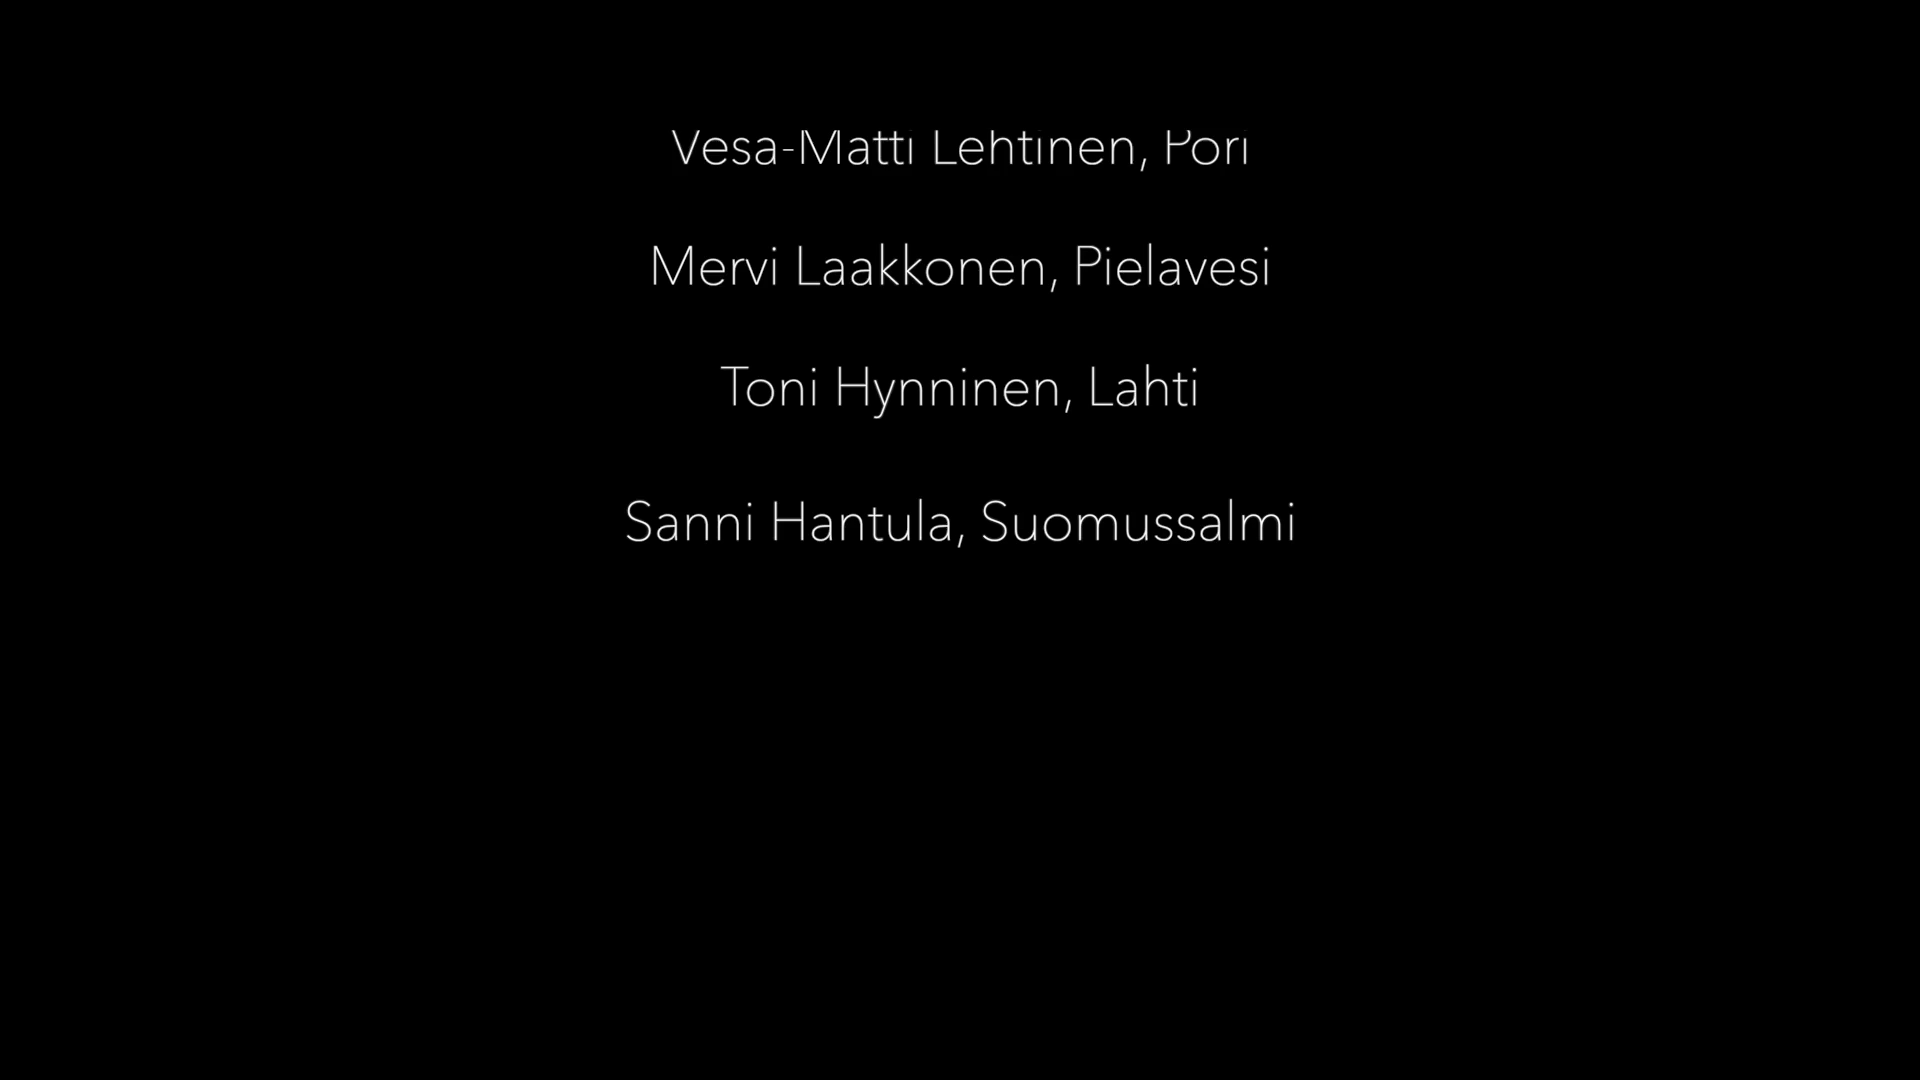 Vesa-Matti Lehtinen, Pori
Mervi Laakkonen, Pielavesi
Toni Hynninen, Lahti
Sanni Hantula, Suomussalmi